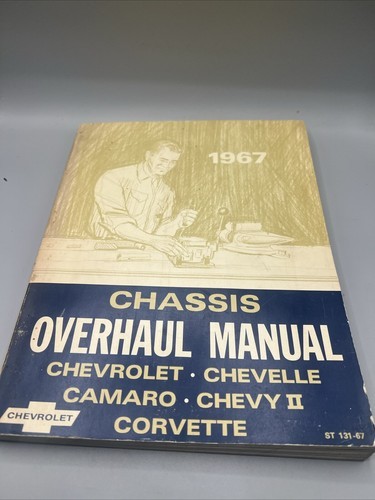 1967
CHASSIS
OVERHAUL MANUAL
CHEVROLET · CHEVELLE
CAMARO · CHEVY II
CORVETTE
CHEVROLET
ST 131-67